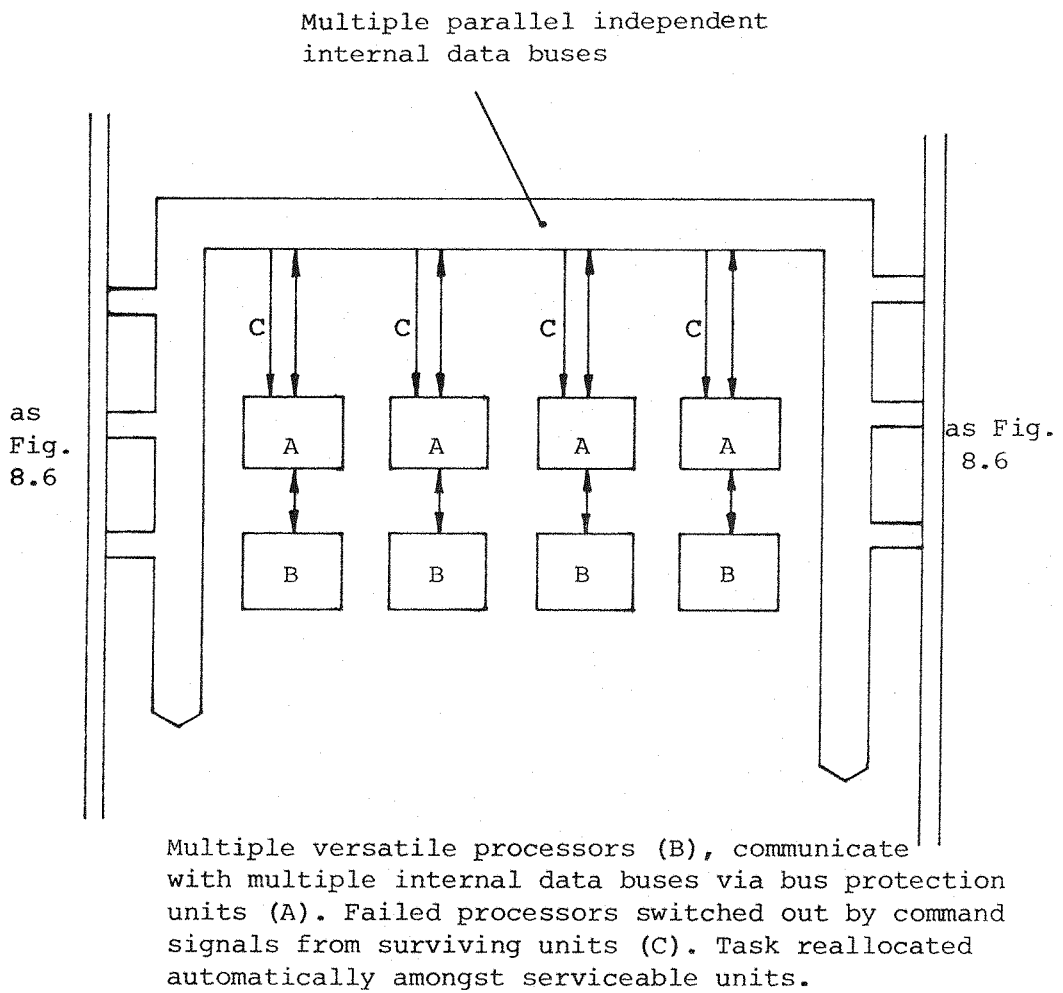 Multiple parallel independent
internal data buses
C C C C
as
Fig.
8.6
A A A A
as Fig.
8.6
B B B B
Multiple versatile processors (B), communicate
with multiple internal data buses via bus protection
units (A). Failed processors switched out by command
signals from surviving units (C). Task reallocated
automatically amongst serviceable units.